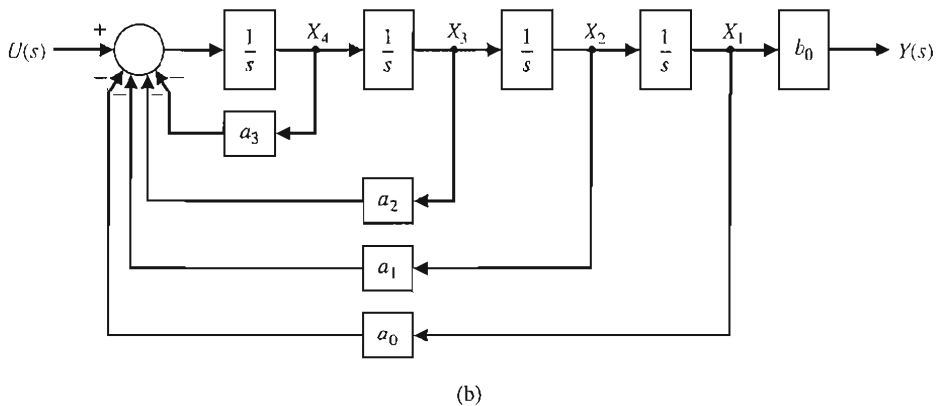 U(s) + − − − − 1/s X₄ 1/s X₃ 1/s X₂ 1/s X₁ b₀ Y(s)
a₃
a₂
a₁
a₀
(b)